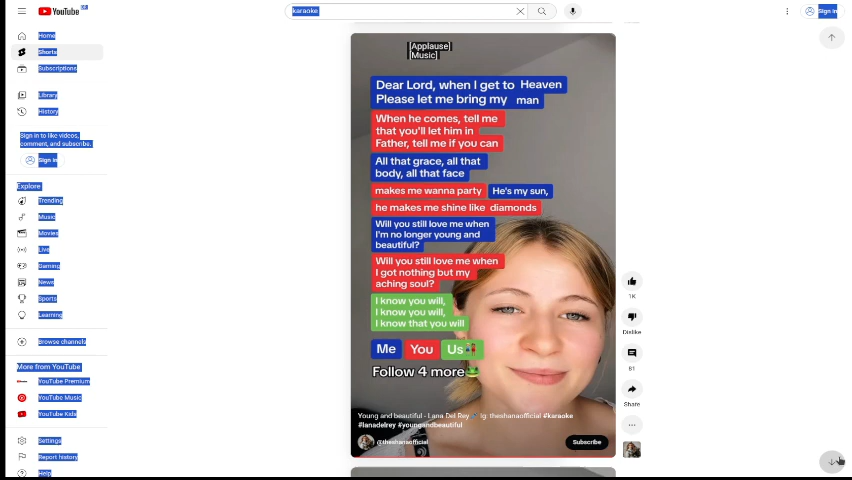 YouTube
karaoke
Sign in
Home
Shorts
Subscriptions
Library
History
Sign in to like videos,
comment, and subscribe.
Sign in
Explore
Trending
Music
Movies
Live
Gaming
News
Sports
Learning
Browse channels
More from YouTube
YouTube Premium
YouTube Music
YouTube Kids
Settings
Report history
Help
[Applause]
Music]
Dear Lord, when I get to Heaven
Please let me bring my man
When he comes, tell me
that you'll let him in
Father, tell me if you can
All that grace, all that
body, all that face
makes me wanna party He's my sun,
he makes me shine like diamonds
Will you still love me when
I'm no longer young and
beautiful?
Will you still love me when
I got nothing but my
aching soul?
I know you will,
I know you will,
I know that you will
Me You Us
Follow 4 more
Young and beautiful - Lana Del Rey Ig: theshanaofficial #karaoke
#lanadelrey #youngandbeautiful
@theshanaofficial
Subscribe
1K
Dislike
81
Share